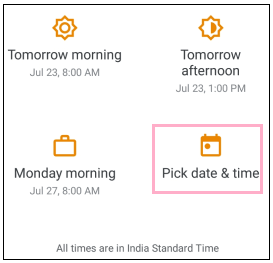 Tomorrow morning
Jul 23, 8:00 AM
Tomorrow
afternoon
Jul 23, 1:00 PM
Monday morning
Jul 27, 8:00 AM
Pick date & time
All times are in India Standard Time